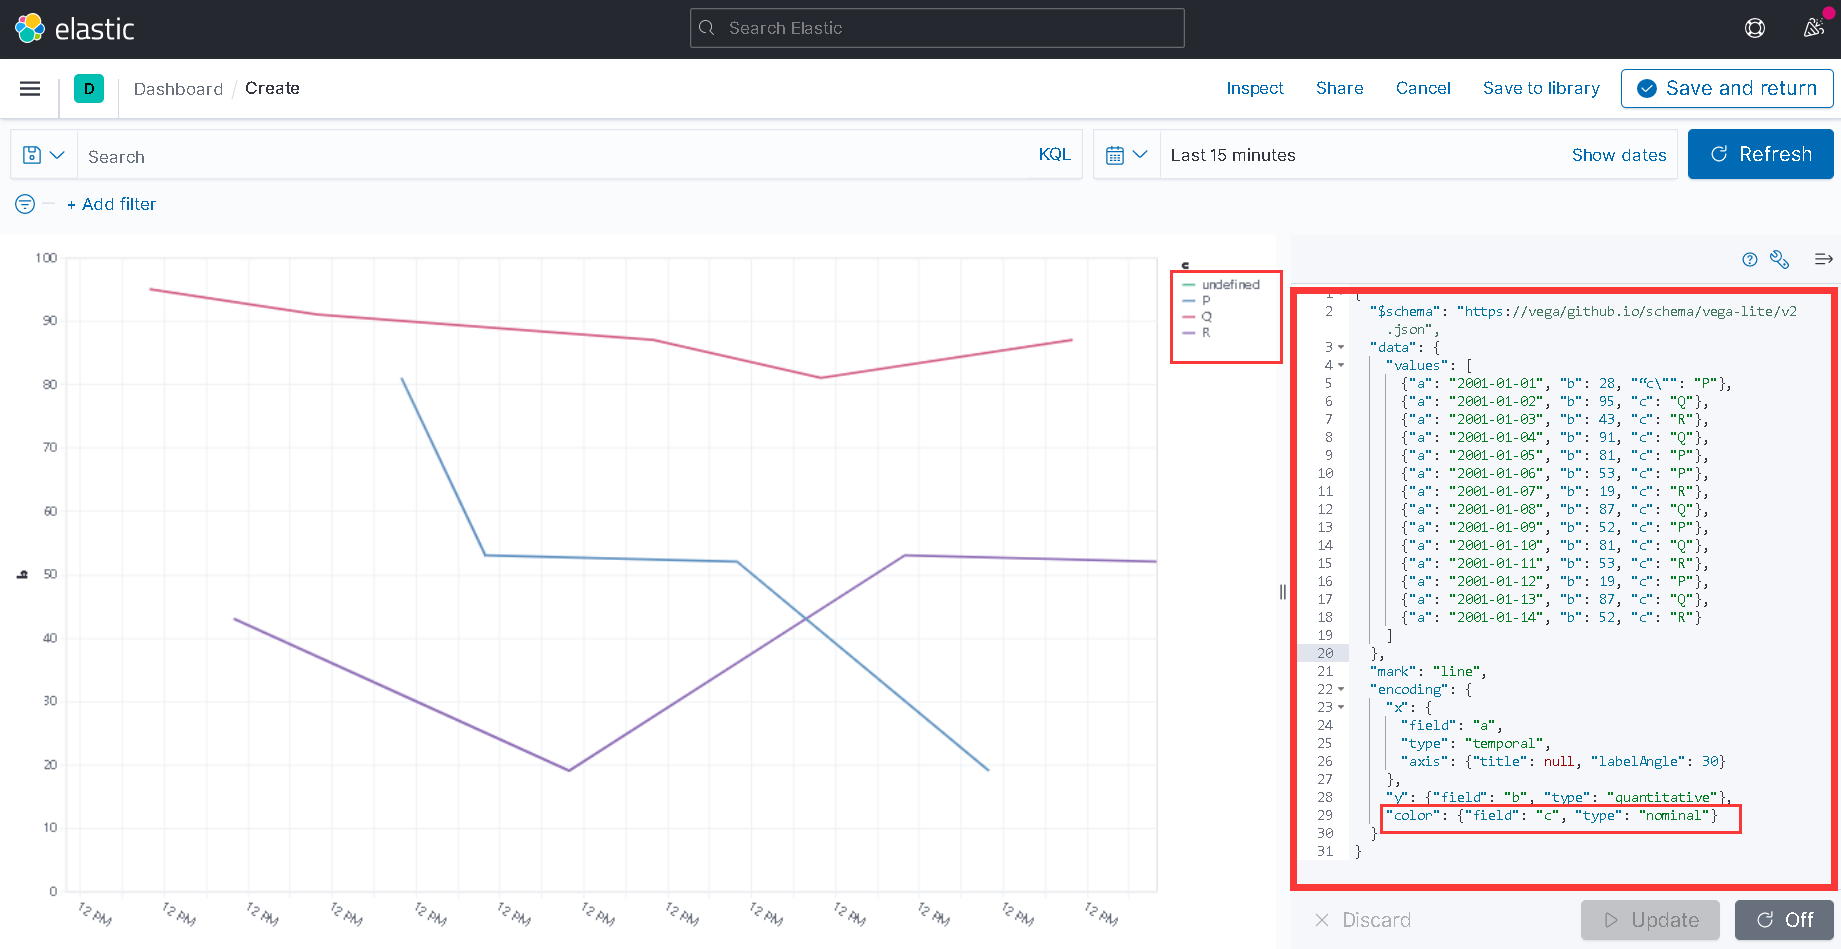 elastic
Search Elastic
D Dashboard / Create
Inspect Share Cancel Save to library Save and return
Search KQL Last 15 minutes Show dates Refresh
+ Add filter
100
90
80
70
60
50
40
30
20
10
0
b
12 PM 12 PM 12 PM 12 PM 12 PM 12 PM 12 PM 12 PM 12 PM 12 PM 12 PM 12 PM 12 PM
c
undefined
P
Q
R
1 {
2 "$schema": "https://vega/github.io/schema/vega-lite/v2
.json",
3 "data": {
4 "values": [
5 {"a": "2001-01-01", "b": 28, "“c\"": "P"},
6 {"a": "2001-01-02", "b": 95, "c": "Q"},
7 {"a": "2001-01-03", "b": 43, "c": "R"},
8 {"a": "2001-01-04", "b": 91, "c": "Q"},
9 {"a": "2001-01-05", "b": 81, "c": "P"},
10 {"a": "2001-01-06", "b": 53, "c": "P"},
11 {"a": "2001-01-07", "b": 19, "c": "R"},
12 {"a": "2001-01-08", "b": 87, "c": "Q"},
13 {"a": "2001-01-09", "b": 52, "c": "P"},
14 {"a": "2001-01-10", "b": 81, "c": "Q"},
15 {"a": "2001-01-11", "b": 53, "c": "R"},
16 {"a": "2001-01-12", "b": 19, "c": "P"},
17 {"a": "2001-01-13", "b": 87, "c": "Q"},
18 {"a": "2001-01-14", "b": 52, "c": "R"}
19 ]
20 },
21 "mark": "line",
22 "encoding": {
23 "x": {
24 "field": "a",
25 "type": "temporal",
26 "axis": {"title": null, "labelAngle": 30}
27 },
28 "y": {"field": "b", "type": "quantitative"},
29 "color": {"field": "c", "type": "nominal"}
30 }
31 }
Discard Update Off